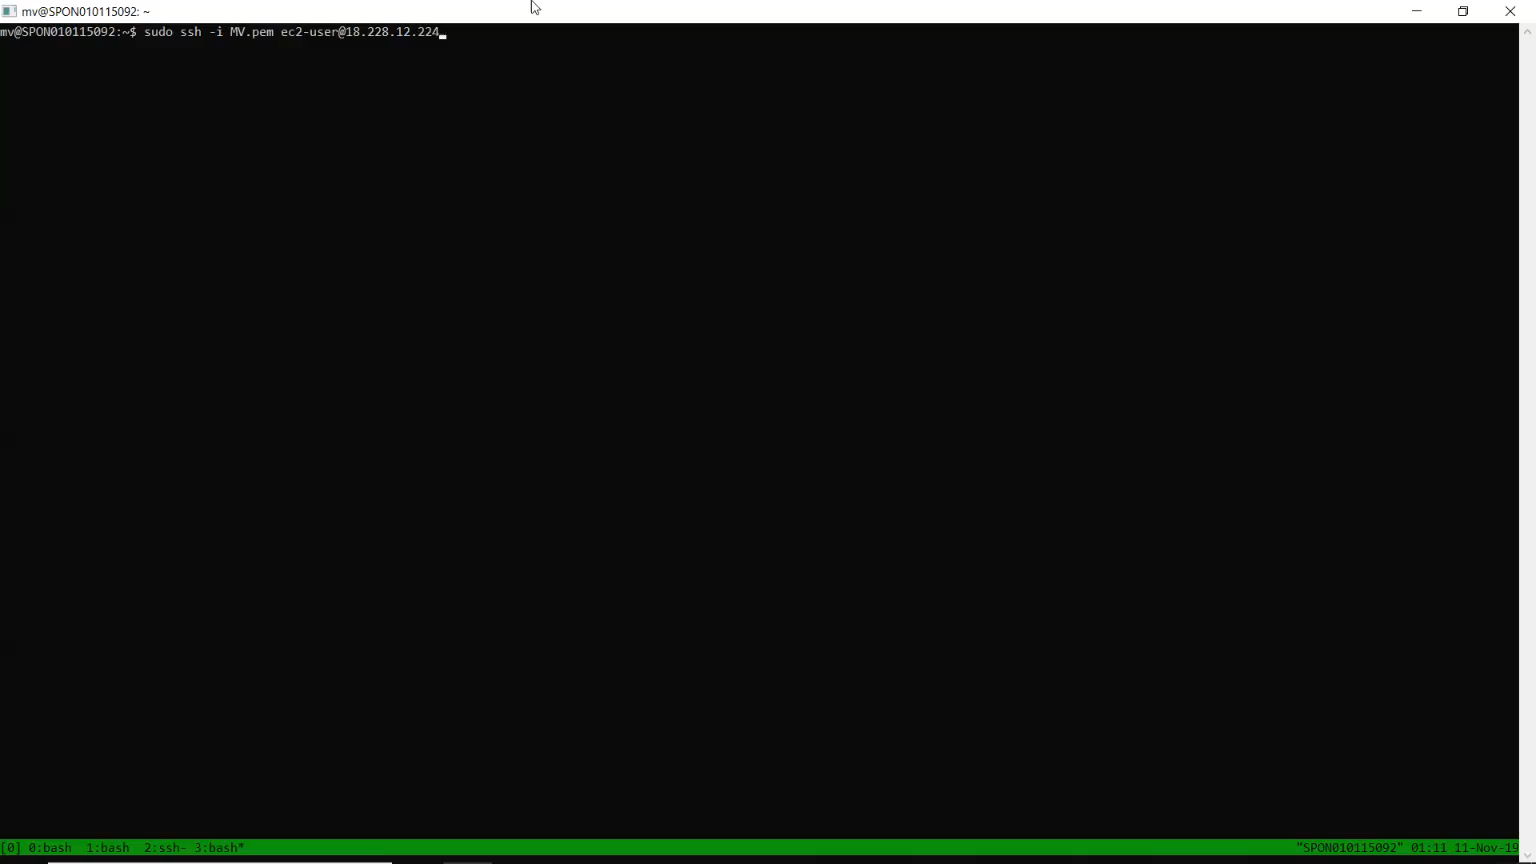 mv@SPON010115092: ~
mv@SPON010115092:~$ sudo ssh -i MV.pem ec2-user@18.228.12.224
[0] 0:bash  1:bash  2:ssh- 3:bash*
"SPON010115092" 01:11 11-Nov-19